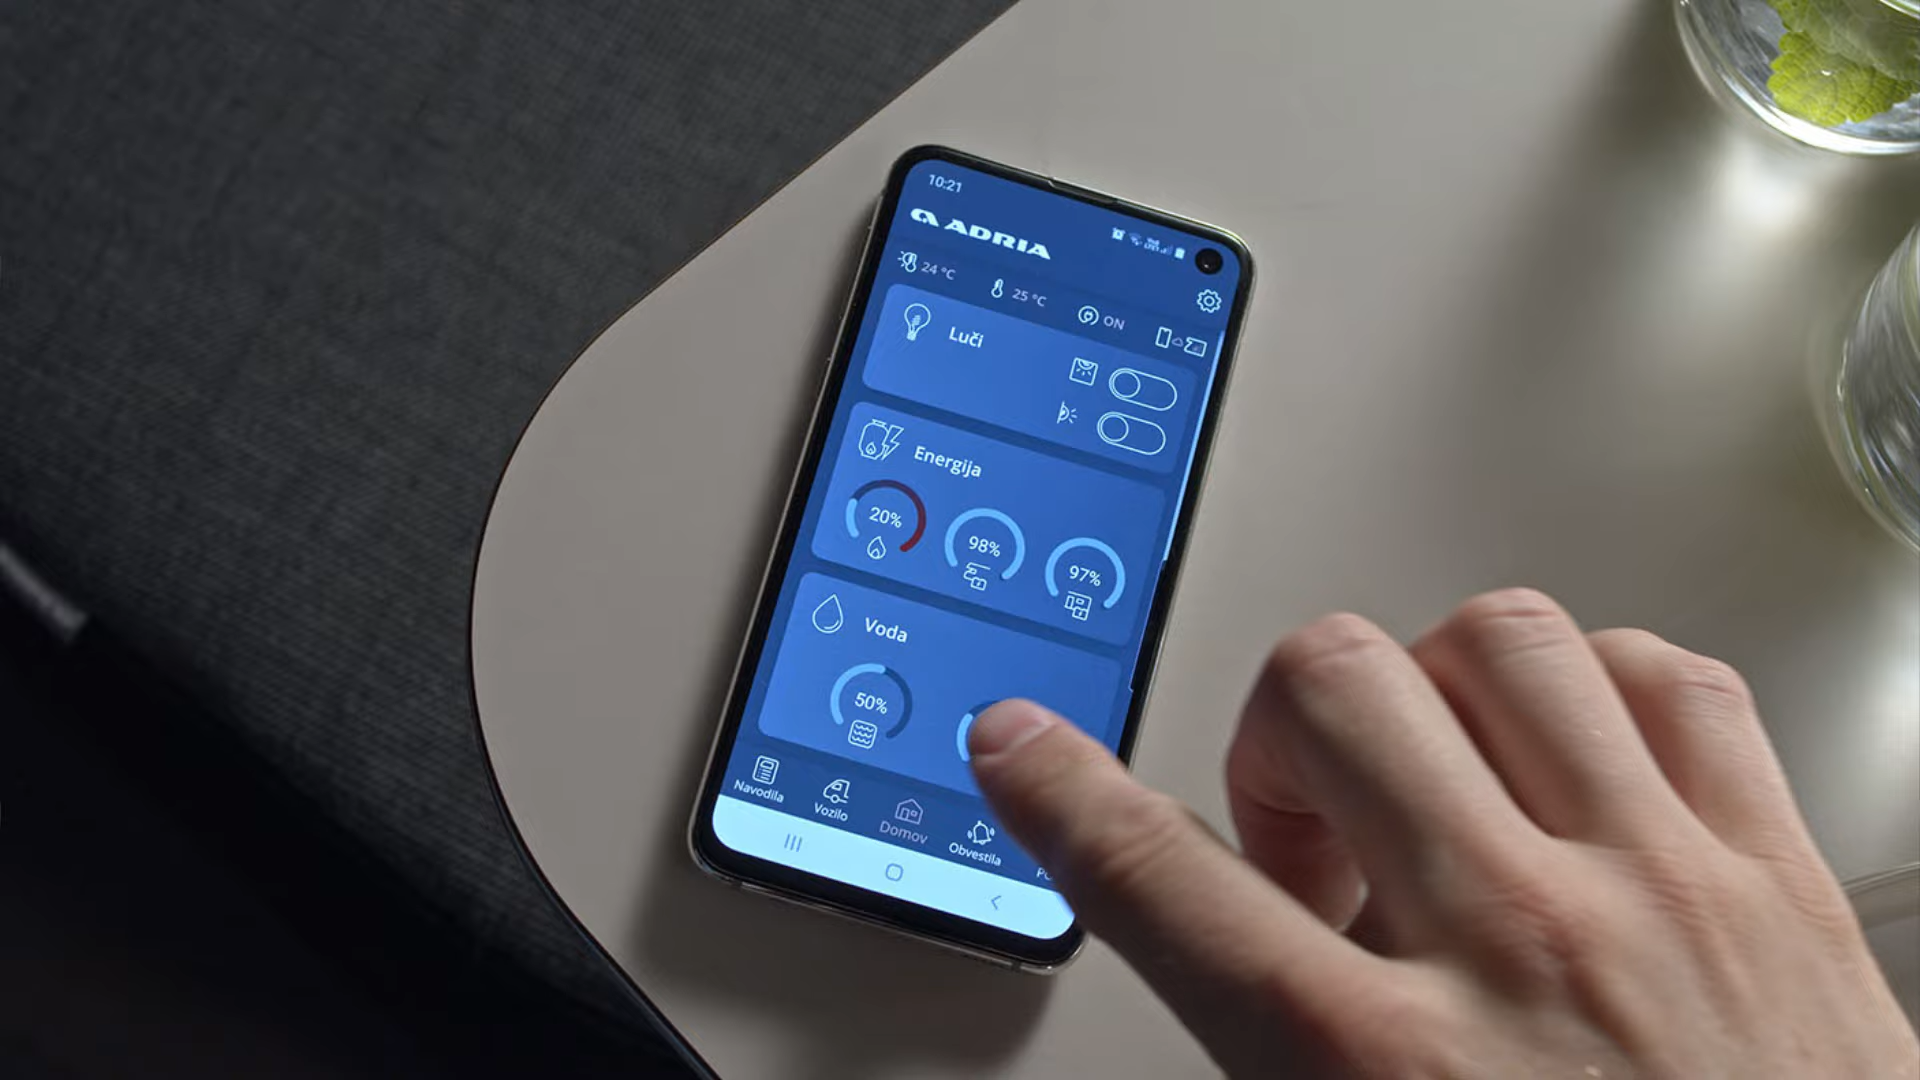 10:21
ADRIA
24 °C
25 °C
ON
Luči
Energija
20%
98%
97%
Voda
50%
Navodila
Vozilo
Domov
Obvestila